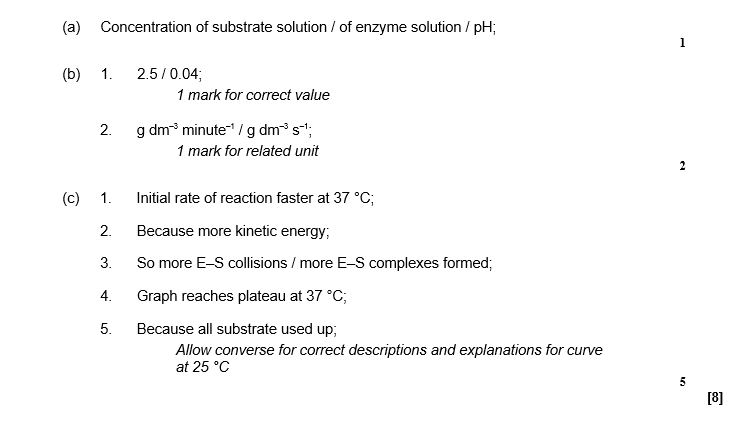 (a) Concentration of substrate solution / of enzyme solution / pH;
1
(b) 1. 2.5 / 0.04;
1 mark for correct value
2. g dm⁻³ minute⁻¹ / g dm⁻³ s⁻¹;
1 mark for related unit
2
(c) 1. Initial rate of reaction faster at 37 °C;
2. Because more kinetic energy;
3. So more E–S collisions / more E–S complexes formed;
4. Graph reaches plateau at 37 °C;
5. Because all substrate used up;
Allow converse for correct descriptions and explanations for curve
at 25 °C
5
[8]